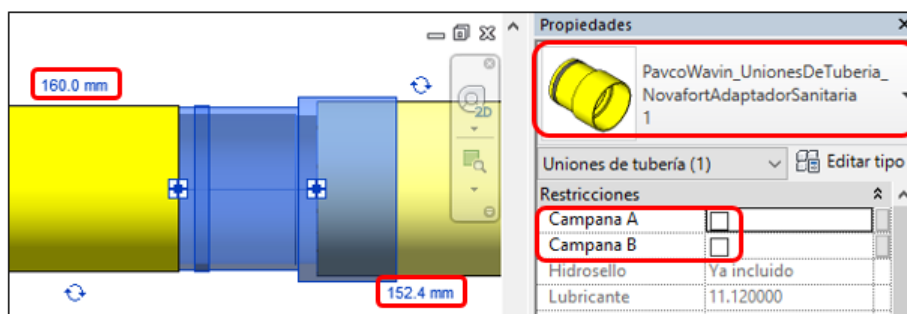 160.0 mm
2D
152.4 mm
Propiedades
PavcoWavin_UnionesDeTuberia_
NovafortAdaptadorSanitaria
1
Uniones de tubería (1)
Editar tipo
Restricciones
Campana A
Campana B
Hidrosello Ya incluido
Lubricante 11.120000